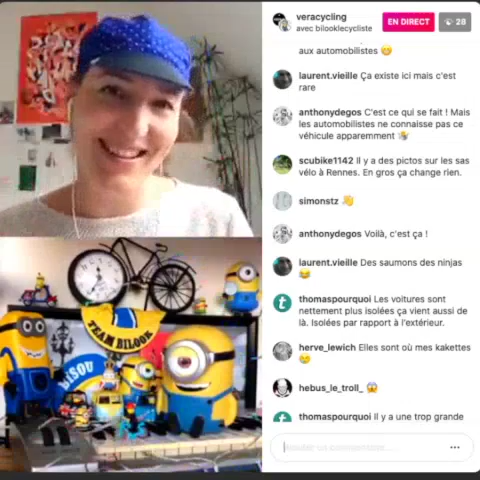 veracycling
avec bilooklecycliste
EN DIRECT
28
aux automobilistes
laurent.vieille Ça existe ici mais c'est
rare
anthonydegos C'est ce qui se fait ! Mais
les automobilistes ne connaisse pas ce
véhicule apparemment
scubike1142 Il y a des pictos sur les sas
vélo à Rennes. En gros ça change rien.
simonstz
anthonydegos Voilà, c'est ça !
laurent.vieille Des saumons des ninjas
thomaspourquoi Les voitures sont
nettement plus isolées ça vient aussi de
là. Isolées par rapport à l'extérieur.
herve_lewich Elles sont où mes kakettes
hebus_le_troll_
thomaspourquoi Il y a une trop grande
TEAM BILOOK
BISOU